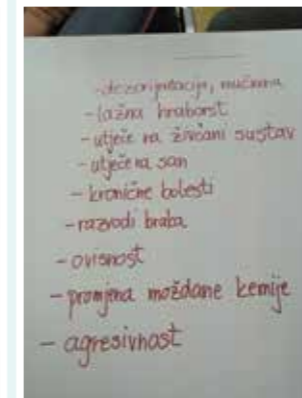 -dezorijentacija, mučnina
-lažna hraborst
-utječe na živčani sustav
-utječe na san
- kronične bolesti
-razvodi braka
- ovisnost
- promjena moždane kemije
- agresivnost